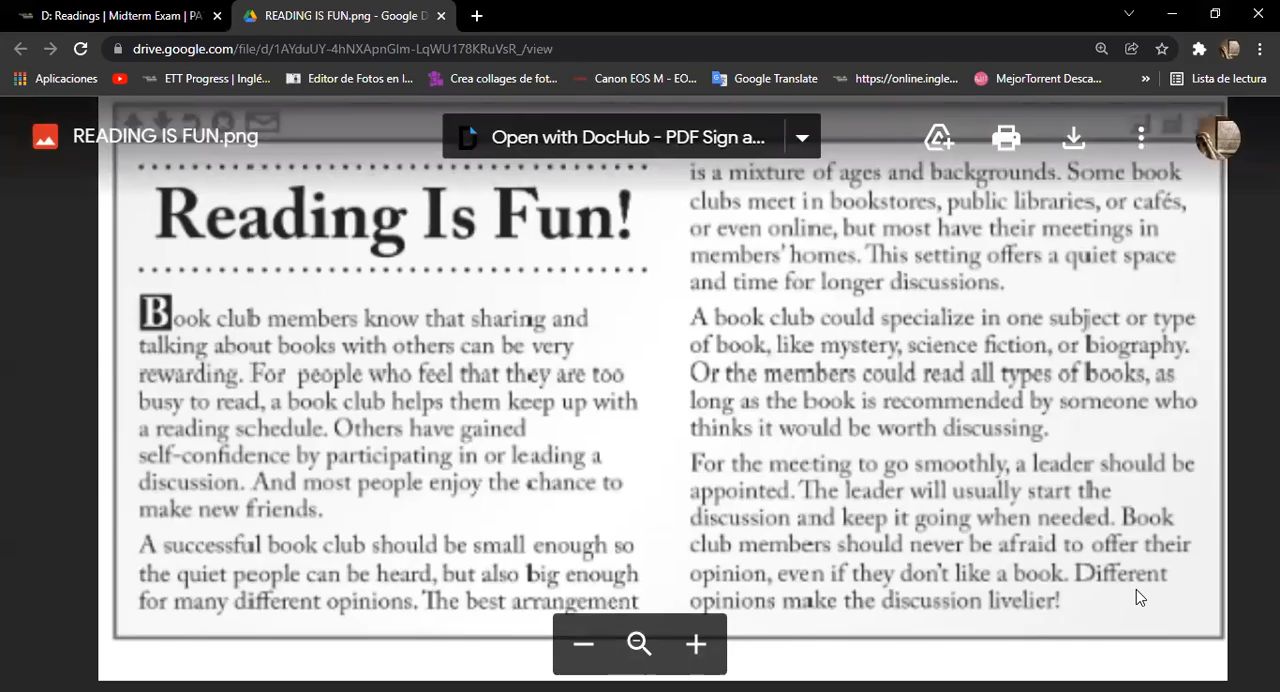 D: Readings | Midterm Exam | PA
READING IS FUN.png - Google D
drive.google.com/file/d/1AYduUY-4hNXApnGlm-LqWU178KRuVsR_/view
Aplicaciones
ETT Progress | Inglé...
Editor de Fotos en l...
Crea collages de fot...
Canon EOS M - EO...
Google Translate
https://online.ingle...
MejorTorrent Desca...
»
Lista de lectura
READING IS FUN.png
Open with DocHub - PDF Sign a...
Reading Is Fun!
Book club members know that sharing and
talking about books with others can be very
rewarding. For people who feel that they are too
busy to read, a book club helps them keep up with
a reading schedule. Others have gained
self-confidence by participating in or leading a
discussion. And most people enjoy the chance to
make new friends.
A successful book club should be small enough so
the quiet people can be heard, but also big enough
for many different opinions. The best arrangement
is a mixture of ages and backgrounds. Some book
clubs meet in bookstores, public libraries, or cafés,
or even online, but most have their meetings in
members' homes. This setting offers a quiet space
and time for longer discussions.
A book club could specialize in one subject or type
of book, like mystery, science fiction, or biography.
Or the members could read all types of books, as
long as the book is recommended by someone who
thinks it would be worth discussing.
For the meeting to go smoothly, a leader should be
appointed. The leader will usually start the
discussion and keep it going when needed. Book
club members should never be afraid to offer their
opinion, even if they don't like a book. Different
opinions make the discussion livelier!